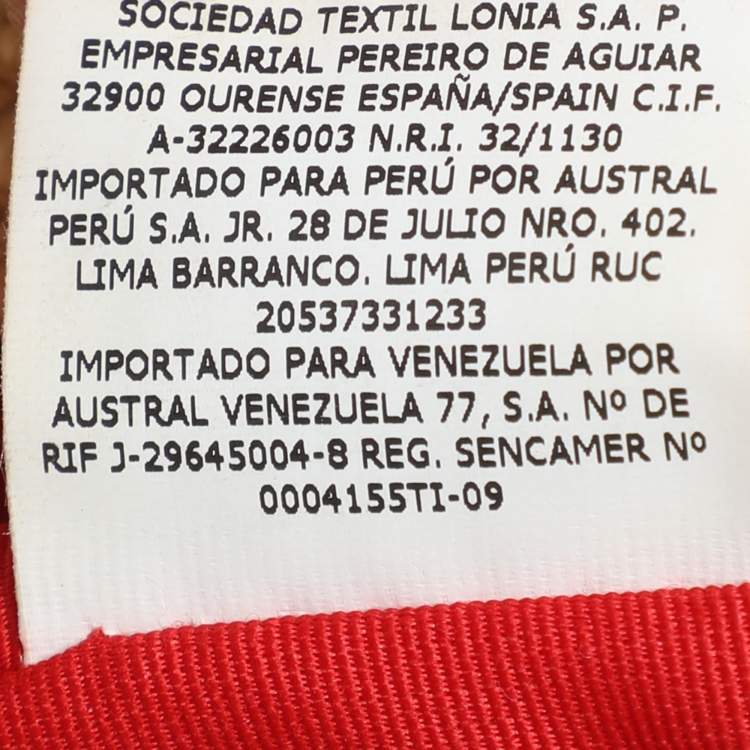 SOCIEDAD TEXTIL LONIA S.A. P.
EMPRESARIAL PEREIRO DE AGUIAR
32900 OURENSE ESPAÑA/SPAIN C.I.F.
A-32226003 N.R.I. 32/1130
IMPORTADO PARA PERÚ POR AUSTRAL
PERÚ S.A. JR. 28 DE JULIO NRO. 402.
LIMA BARRANCO. LIMA PERÚ RUC
20537331233
IMPORTADO PARA VENEZUELA POR
AUSTRAL VENEZUELA 77, S.A. Nº DE
RIF J-29645004-8 REG. SENCAMER Nº
0004155TI-09